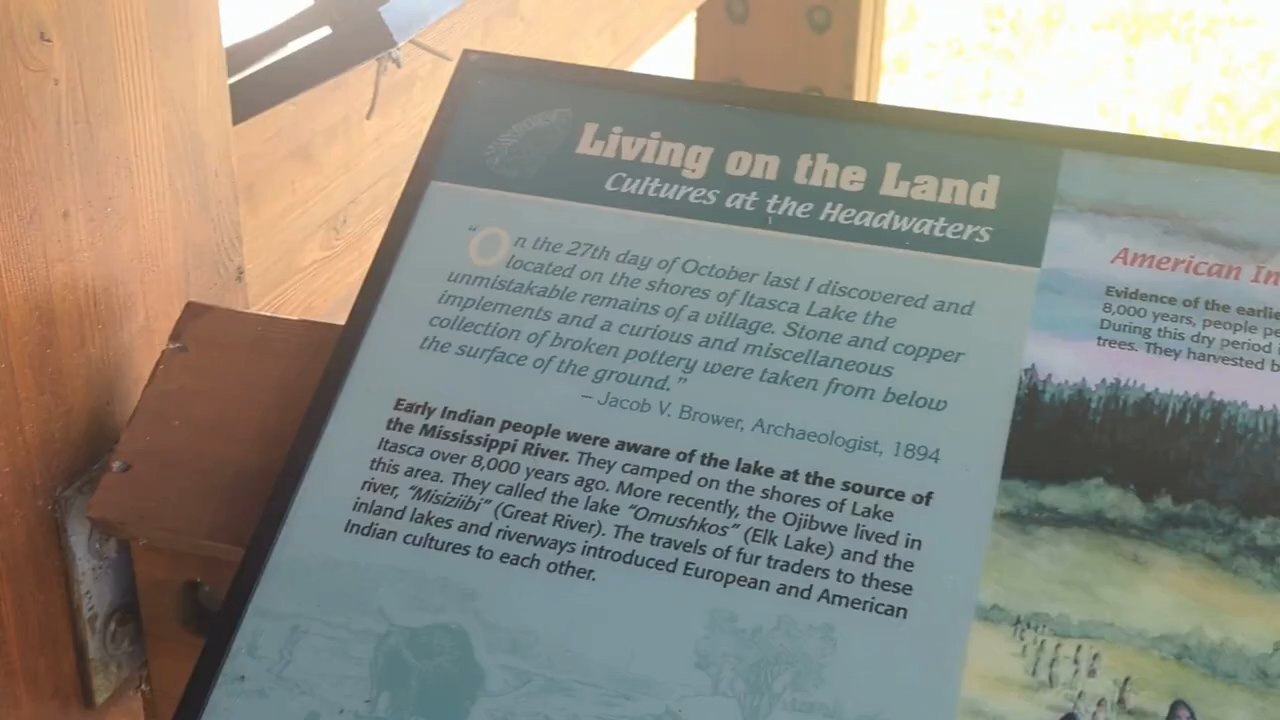 Living on the Land
Cultures at the Headwaters
"On the 27th day of October last I discovered and
located on the shores of Itasca Lake the
unmistakable remains of a village. Stone and copper
implements and a curious and miscellaneous
collection of broken pottery were taken from below
the surface of the ground."
– Jacob V. Brower, Archaeologist, 1894
Early Indian people were aware of the lake at the source of
the Mississippi River. They camped on the shores of Lake
Itasca over 8,000 years ago. More recently, the Ojibwe lived in
this area. They called the lake "Omushkos" (Elk Lake) and the
river, "Misiziibi" (Great River). The travels of fur traders to these
inland lakes and riverways introduced European and American
Indian cultures to each other.
American In
Evidence of the earlie
8,000 years, people pe
During this dry period
trees. They harvested b